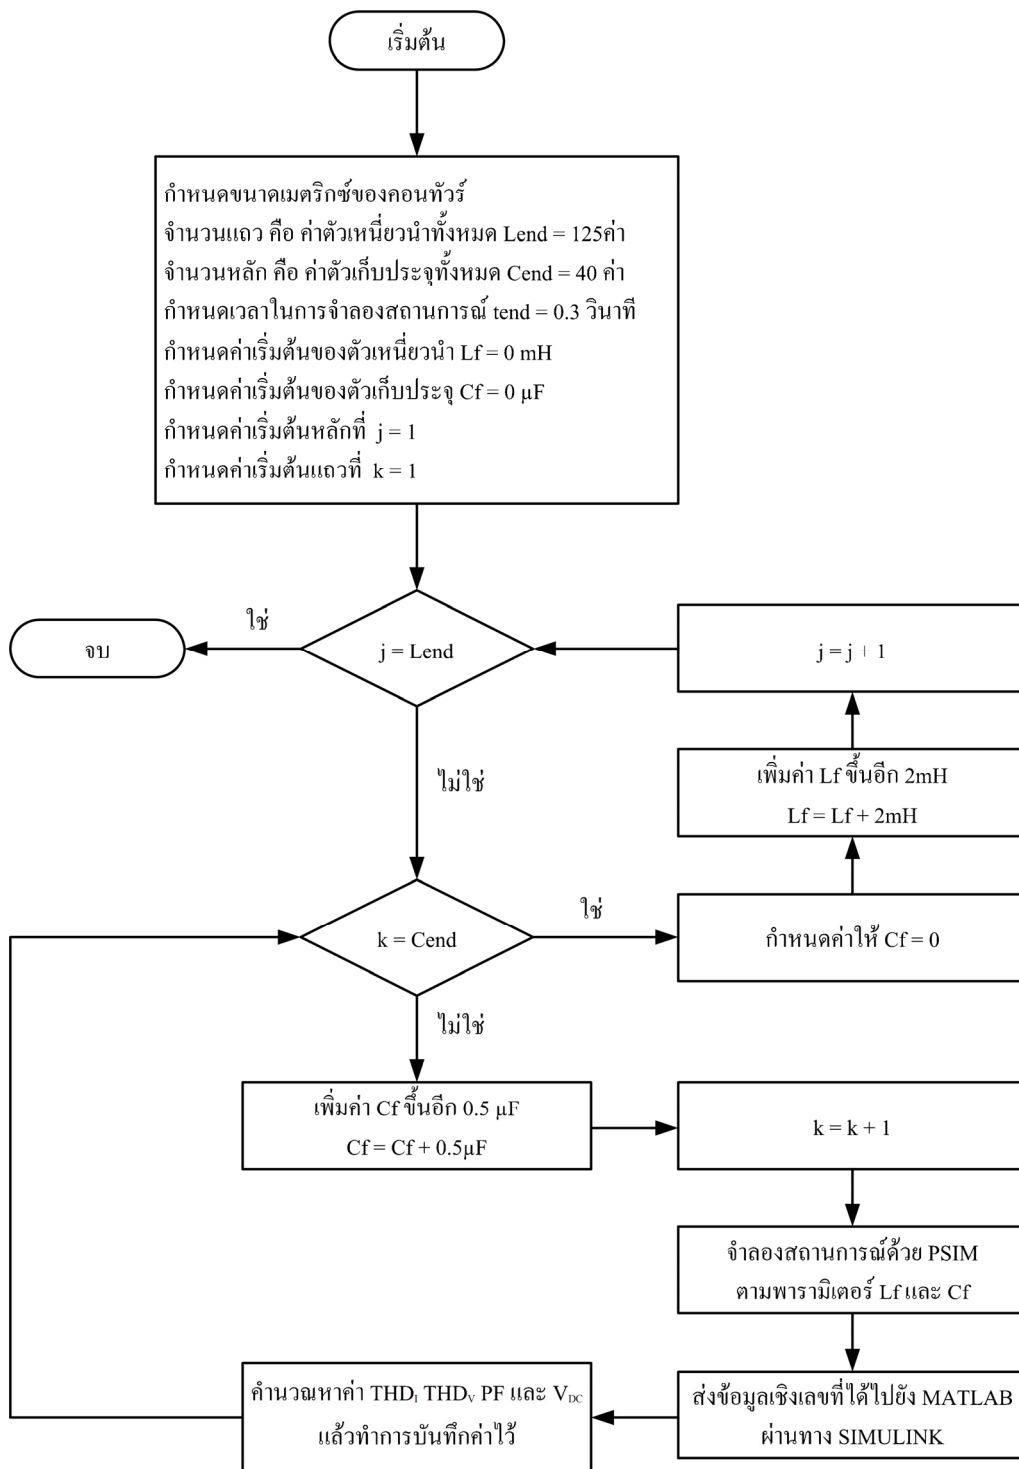 เริ่มต้น
กำหนดขนาดเมตริกซ์ของคอนทัวร์
จำนวนแถว คือ ค่าตัวเหนี่ยวนำทั้งหมด Lend = 125ค่า
จำนวนหลัก คือ ค่าตัวเก็บประจุทั้งหมด Cend = 40 ค่า
กำหนดเวลาในการจำลองสถานการณ์ tend = 0.3 วินาที
กำหนดค่าเริ่มต้นของตัวเหนี่ยวนำ Lf = 0 mH
กำหนดค่าเริ่มต้นของตัวเก็บประจุ Cf = 0 µF
กำหนดค่าเริ่มต้นหลักที่ j = 1
กำหนดค่าเริ่มต้นแถวที่ k = 1
ใช่
จบ
j = Lend
j = j + 1
ไม่ใช่
เพิ่มค่า Lf ขึ้นอีก 2mH
Lf = Lf + 2mH
k = Cend
ใช่
กำหนดค่าให้ Cf = 0
ไม่ใช่
เพิ่มค่า Cf ขึ้นอีก 0.5 µF
Cf = Cf + 0.5µF
k = k + 1
จำลองสถานการณ์ด้วย PSIM
ตามพารามิเตอร์ Lf และ Cf
ส่งข้อมูลเชิงเลขที่ได้ไปยัง MATLAB
ผ่านทาง SIMULINK
คำนวณหาค่า THDI THDV PF และ VDC
แล้วทำการบันทึกค่าไว้